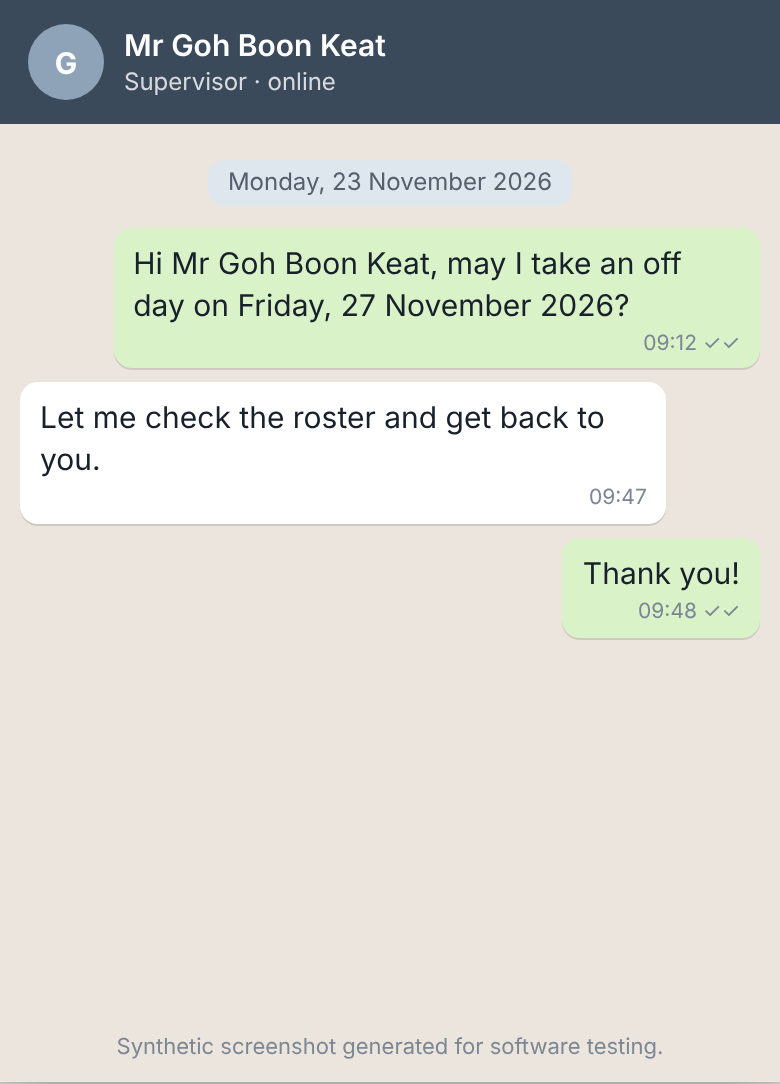 G
Mr Goh Boon Keat
Supervisor · online
Monday, 23 November 2026
Hi Mr Goh Boon Keat, may I take an off
day on Friday, 27 November 2026?
09:12 ✓✓
Let me check the roster and get back to
you.
09:47
Thank you!
09:48 ✓✓
Synthetic screenshot generated for software testing.